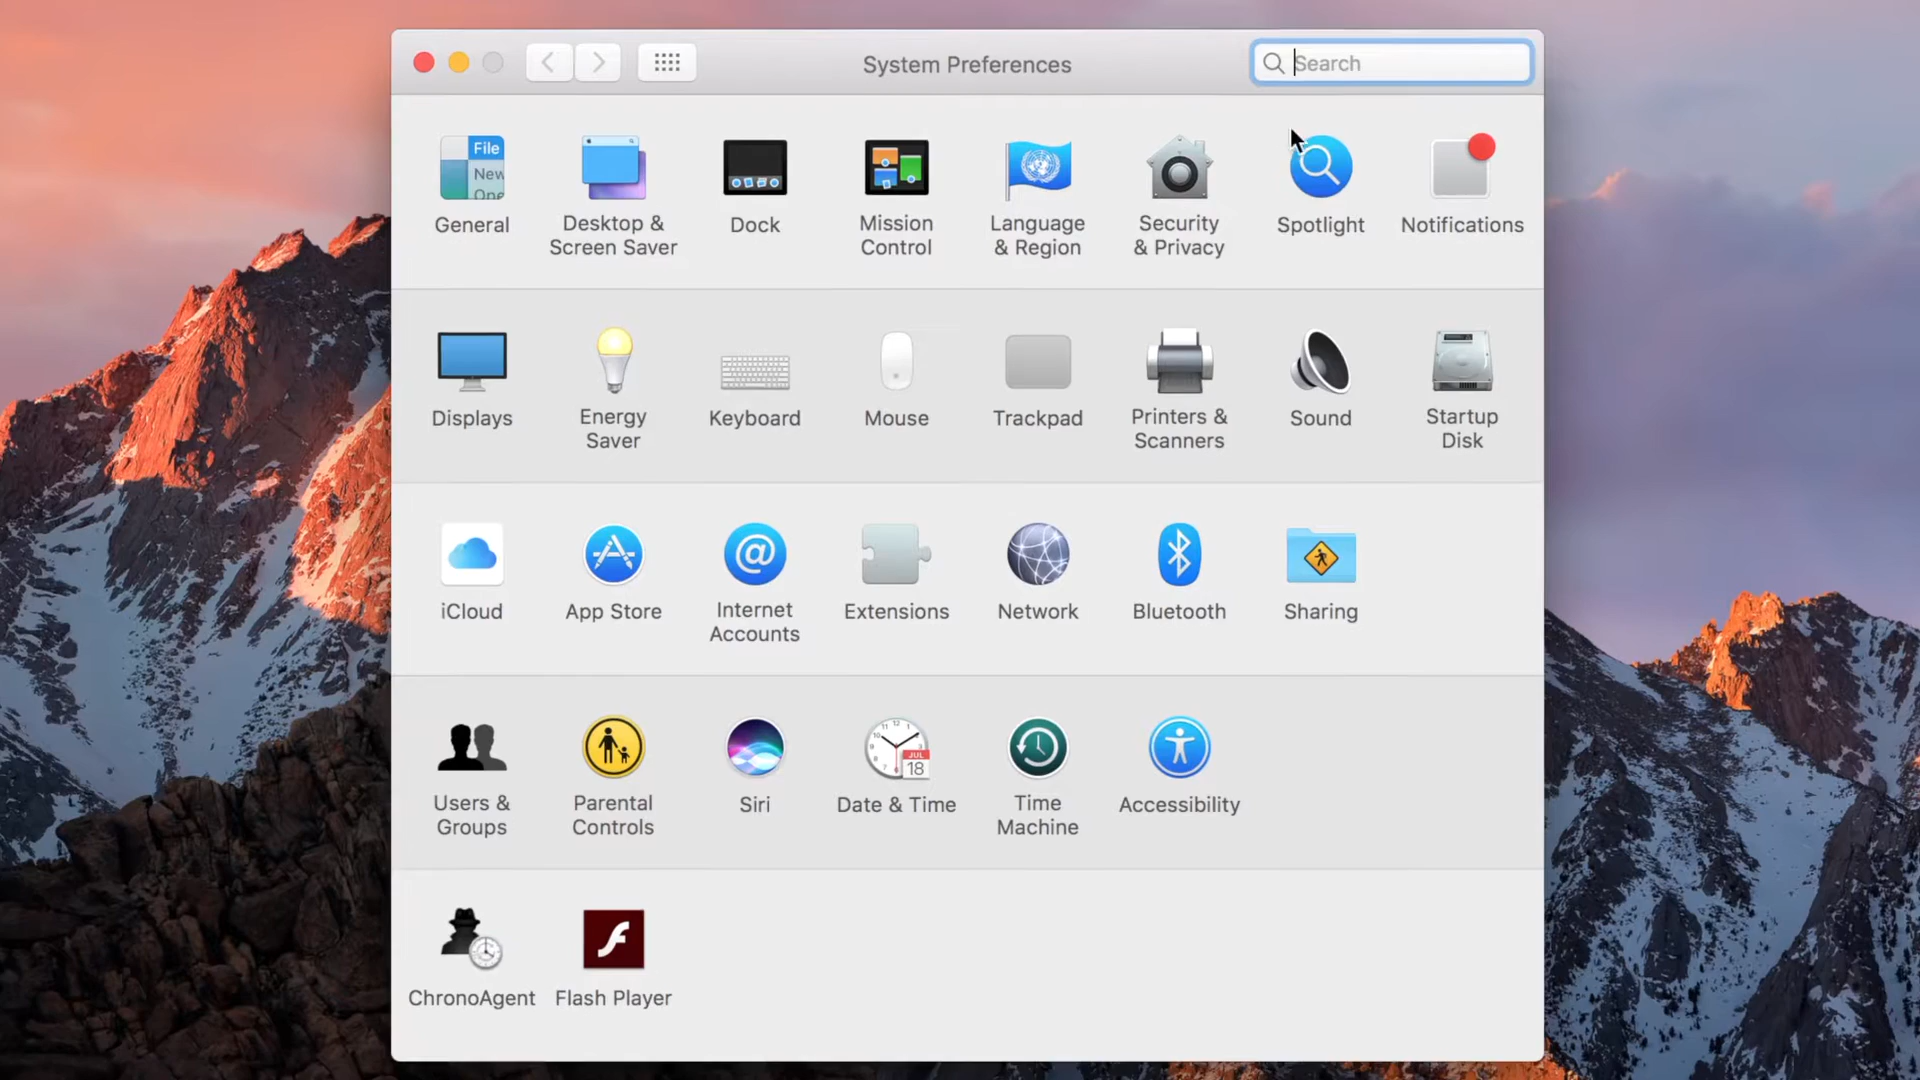 System Preferences
Search
File
New
Ope
General
Desktop &
Screen Saver
Dock
Mission
Control
Language
& Region
Security
& Privacy
Spotlight
Notifications
Displays
Energy
Saver
Keyboard
Mouse
Trackpad
Printers &
Scanners
Sound
Startup
Disk
iCloud
App Store
@
Internet
Accounts
Extensions
Network
Bluetooth
Sharing
Users &
Groups
Parental
Controls
Siri
JUL
18
Date & Time
Time
Machine
Accessibility
ChronoAgent
Flash Player